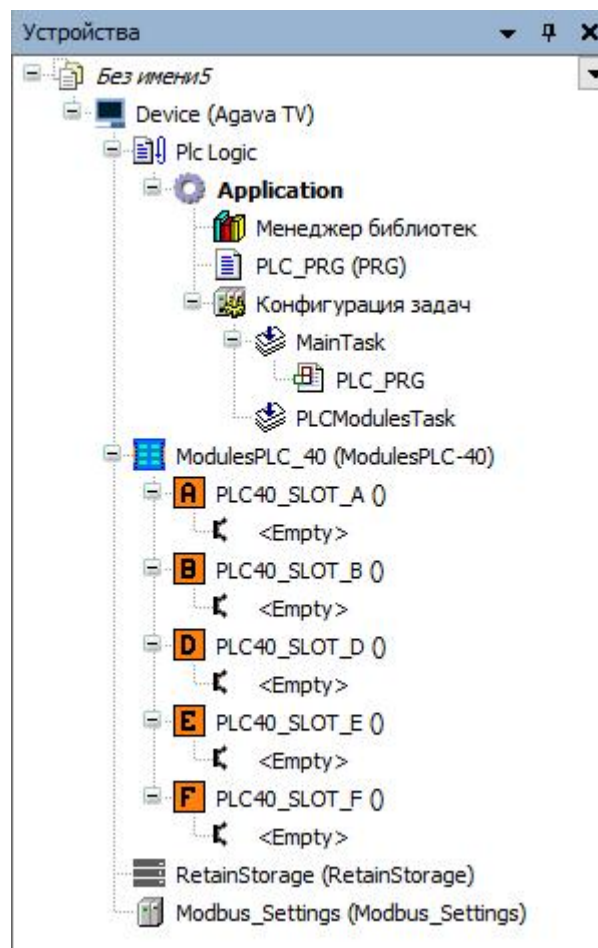 Устройства
Без имени5
Device (Agava TV)
Plc Logic
Application
Менеджер библиотек
PLC_PRG (PRG)
Конфигурация задач
MainTask
PLC_PRG
PLCModulesTask
ModulesPLC_40 (ModulesPLC-40)
A PLC40_SLOT_A ()
<Empty>
B PLC40_SLOT_B ()
<Empty>
D PLC40_SLOT_D ()
<Empty>
E PLC40_SLOT_E ()
<Empty>
F PLC40_SLOT_F ()
<Empty>
RetainStorage (RetainStorage)
Modbus_Settings (Modbus_Settings)